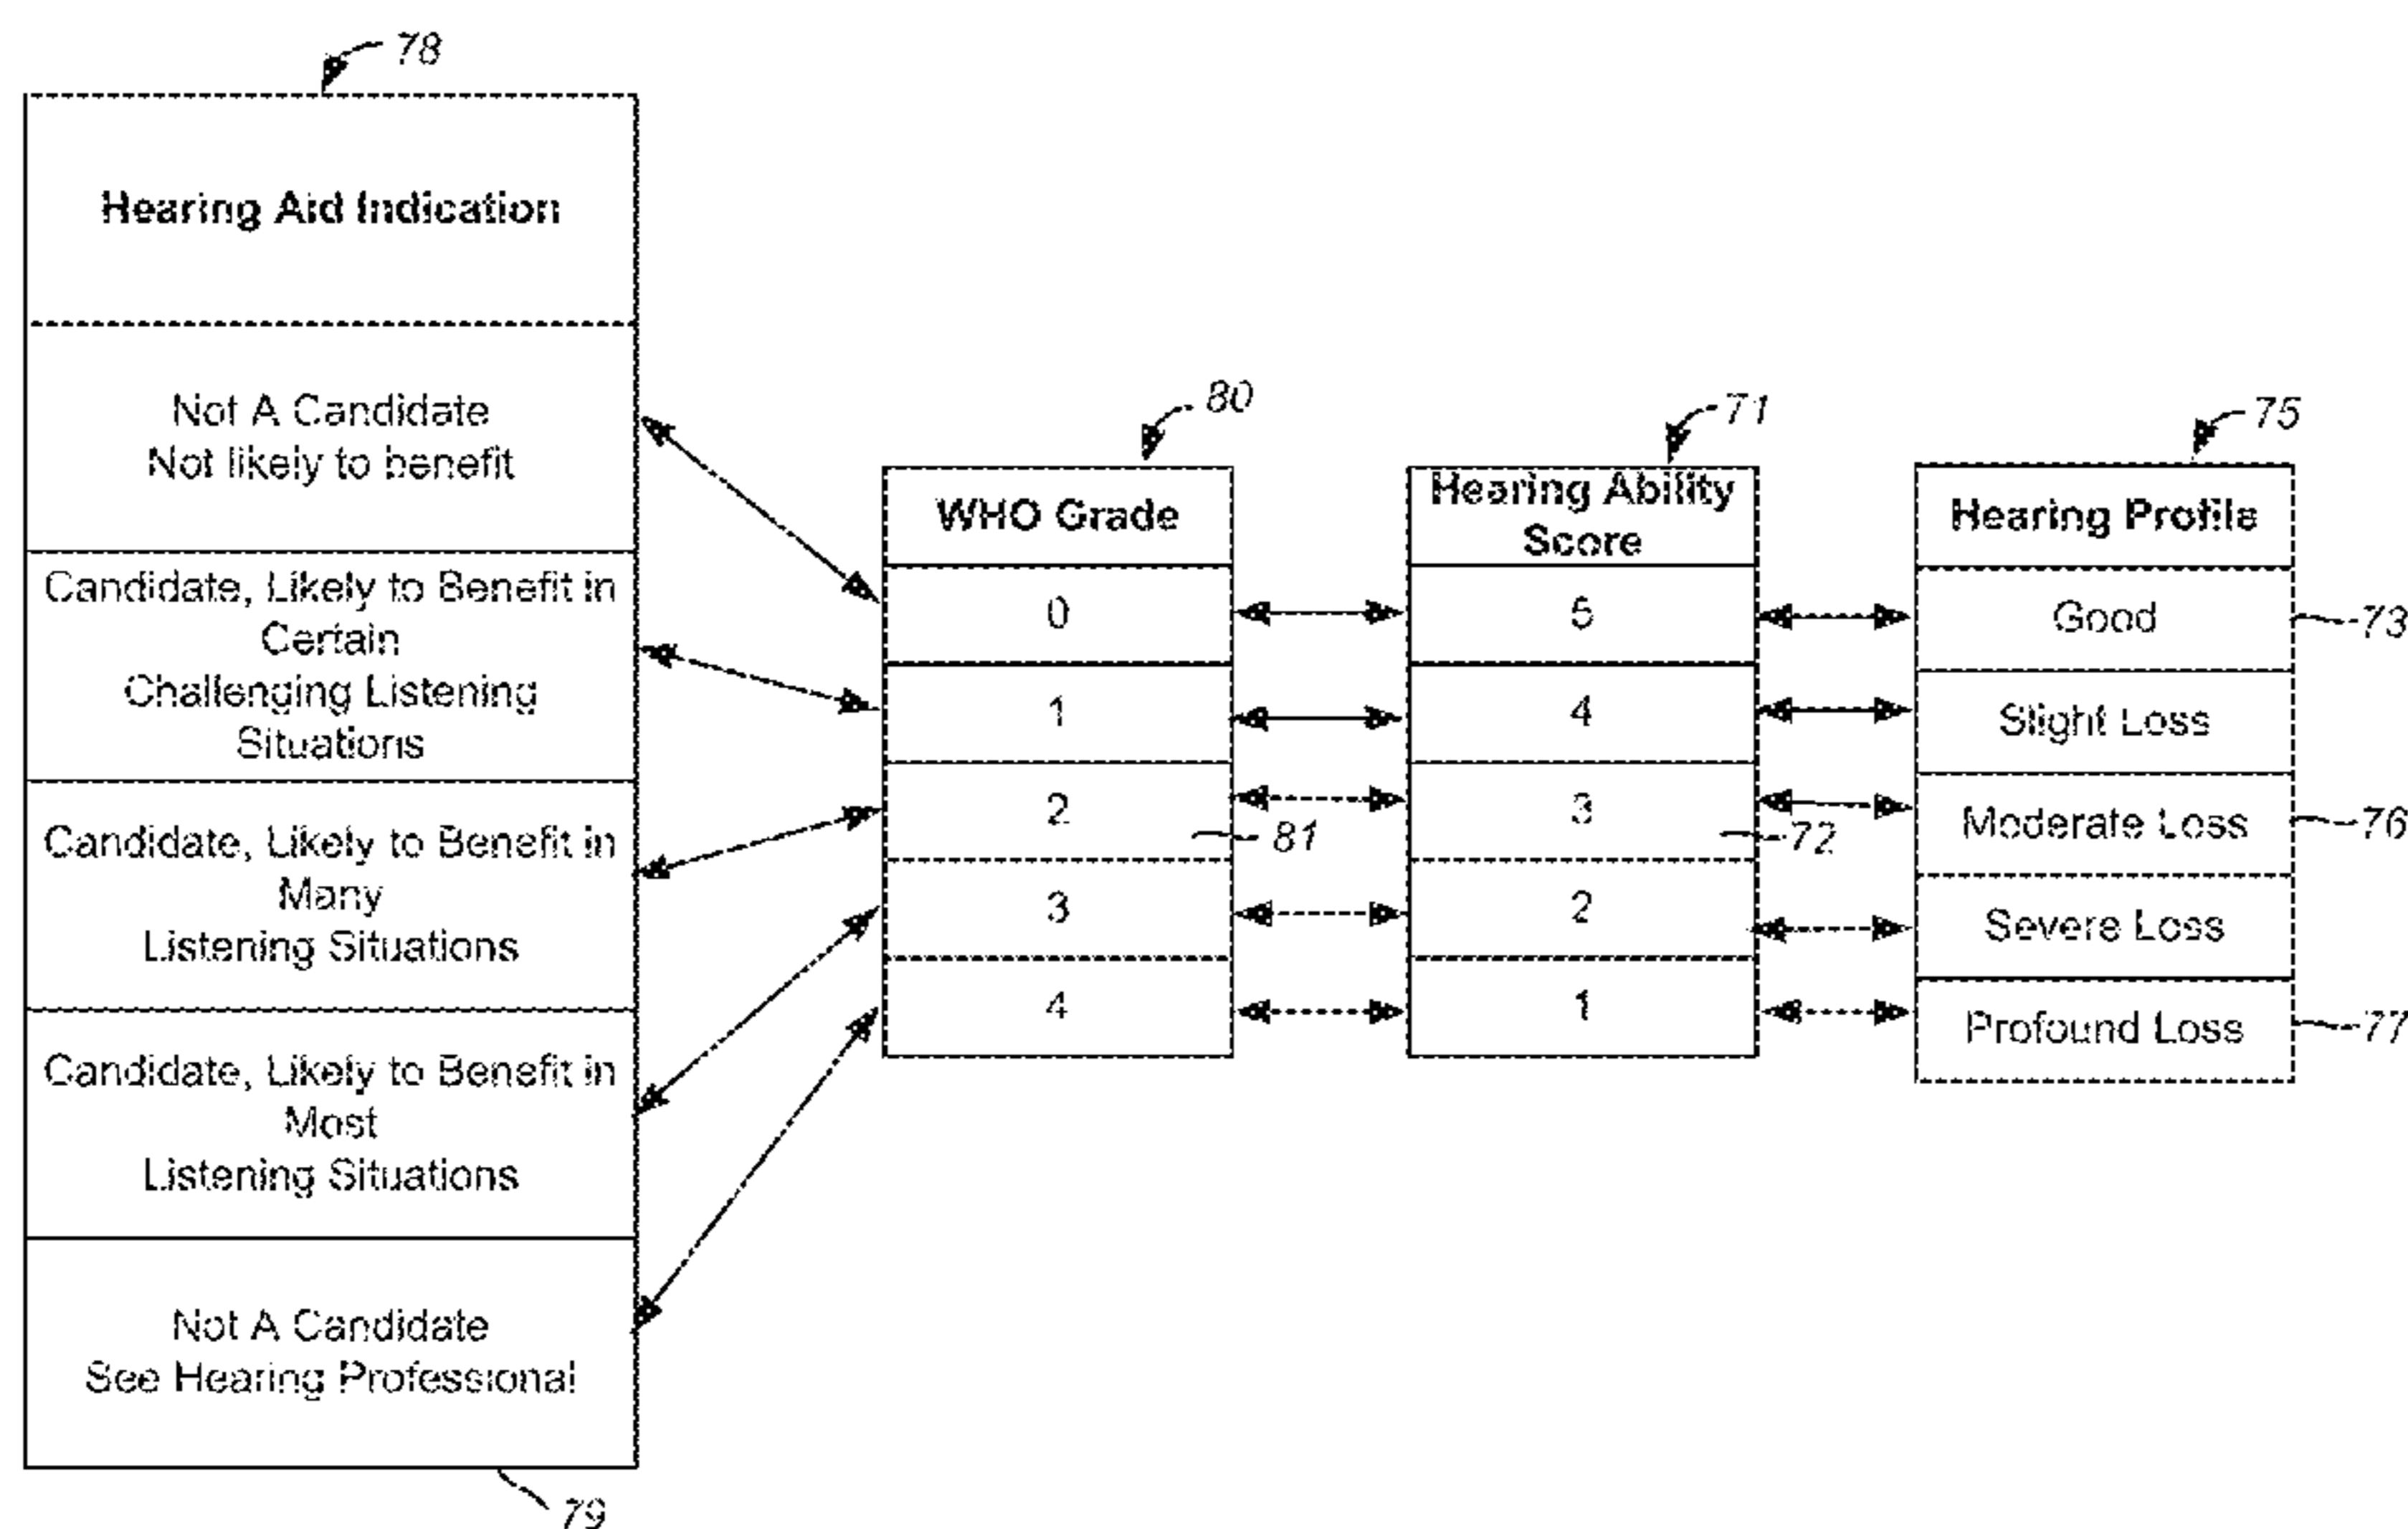 78
Hearing Aid Indication
Not A Candidate
Not likely to benefit
Candidate, Likely to Benefit in
Certain
Challenging Listening
Situations
Candidate, Likely to Benefit in
Many
Listening Situations
Candidate, Likely to Benefit in
Most
Listening Situations
Not A Candidate
See Hearing Professional
79
80
WHO Grade
0
1
2
81
3
4
71
Hearing Ability
Score
5
4
3
72
2
1
75
Hearing Profile
Good
73
Slight Loss
Moderate Loss
76
Severe Loss
Profound Loss
77